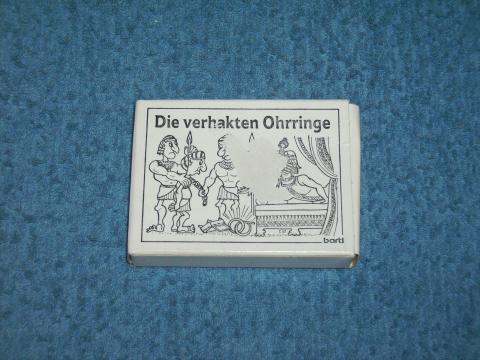 Die verhakten Ohrringe
bartl